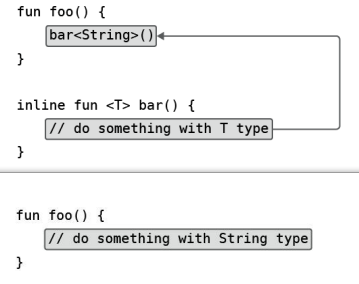 fun foo() {
bar<String>()
}
inline fun <T> bar() {
// do something with T type
}
fun foo() {
// do something with String type
}